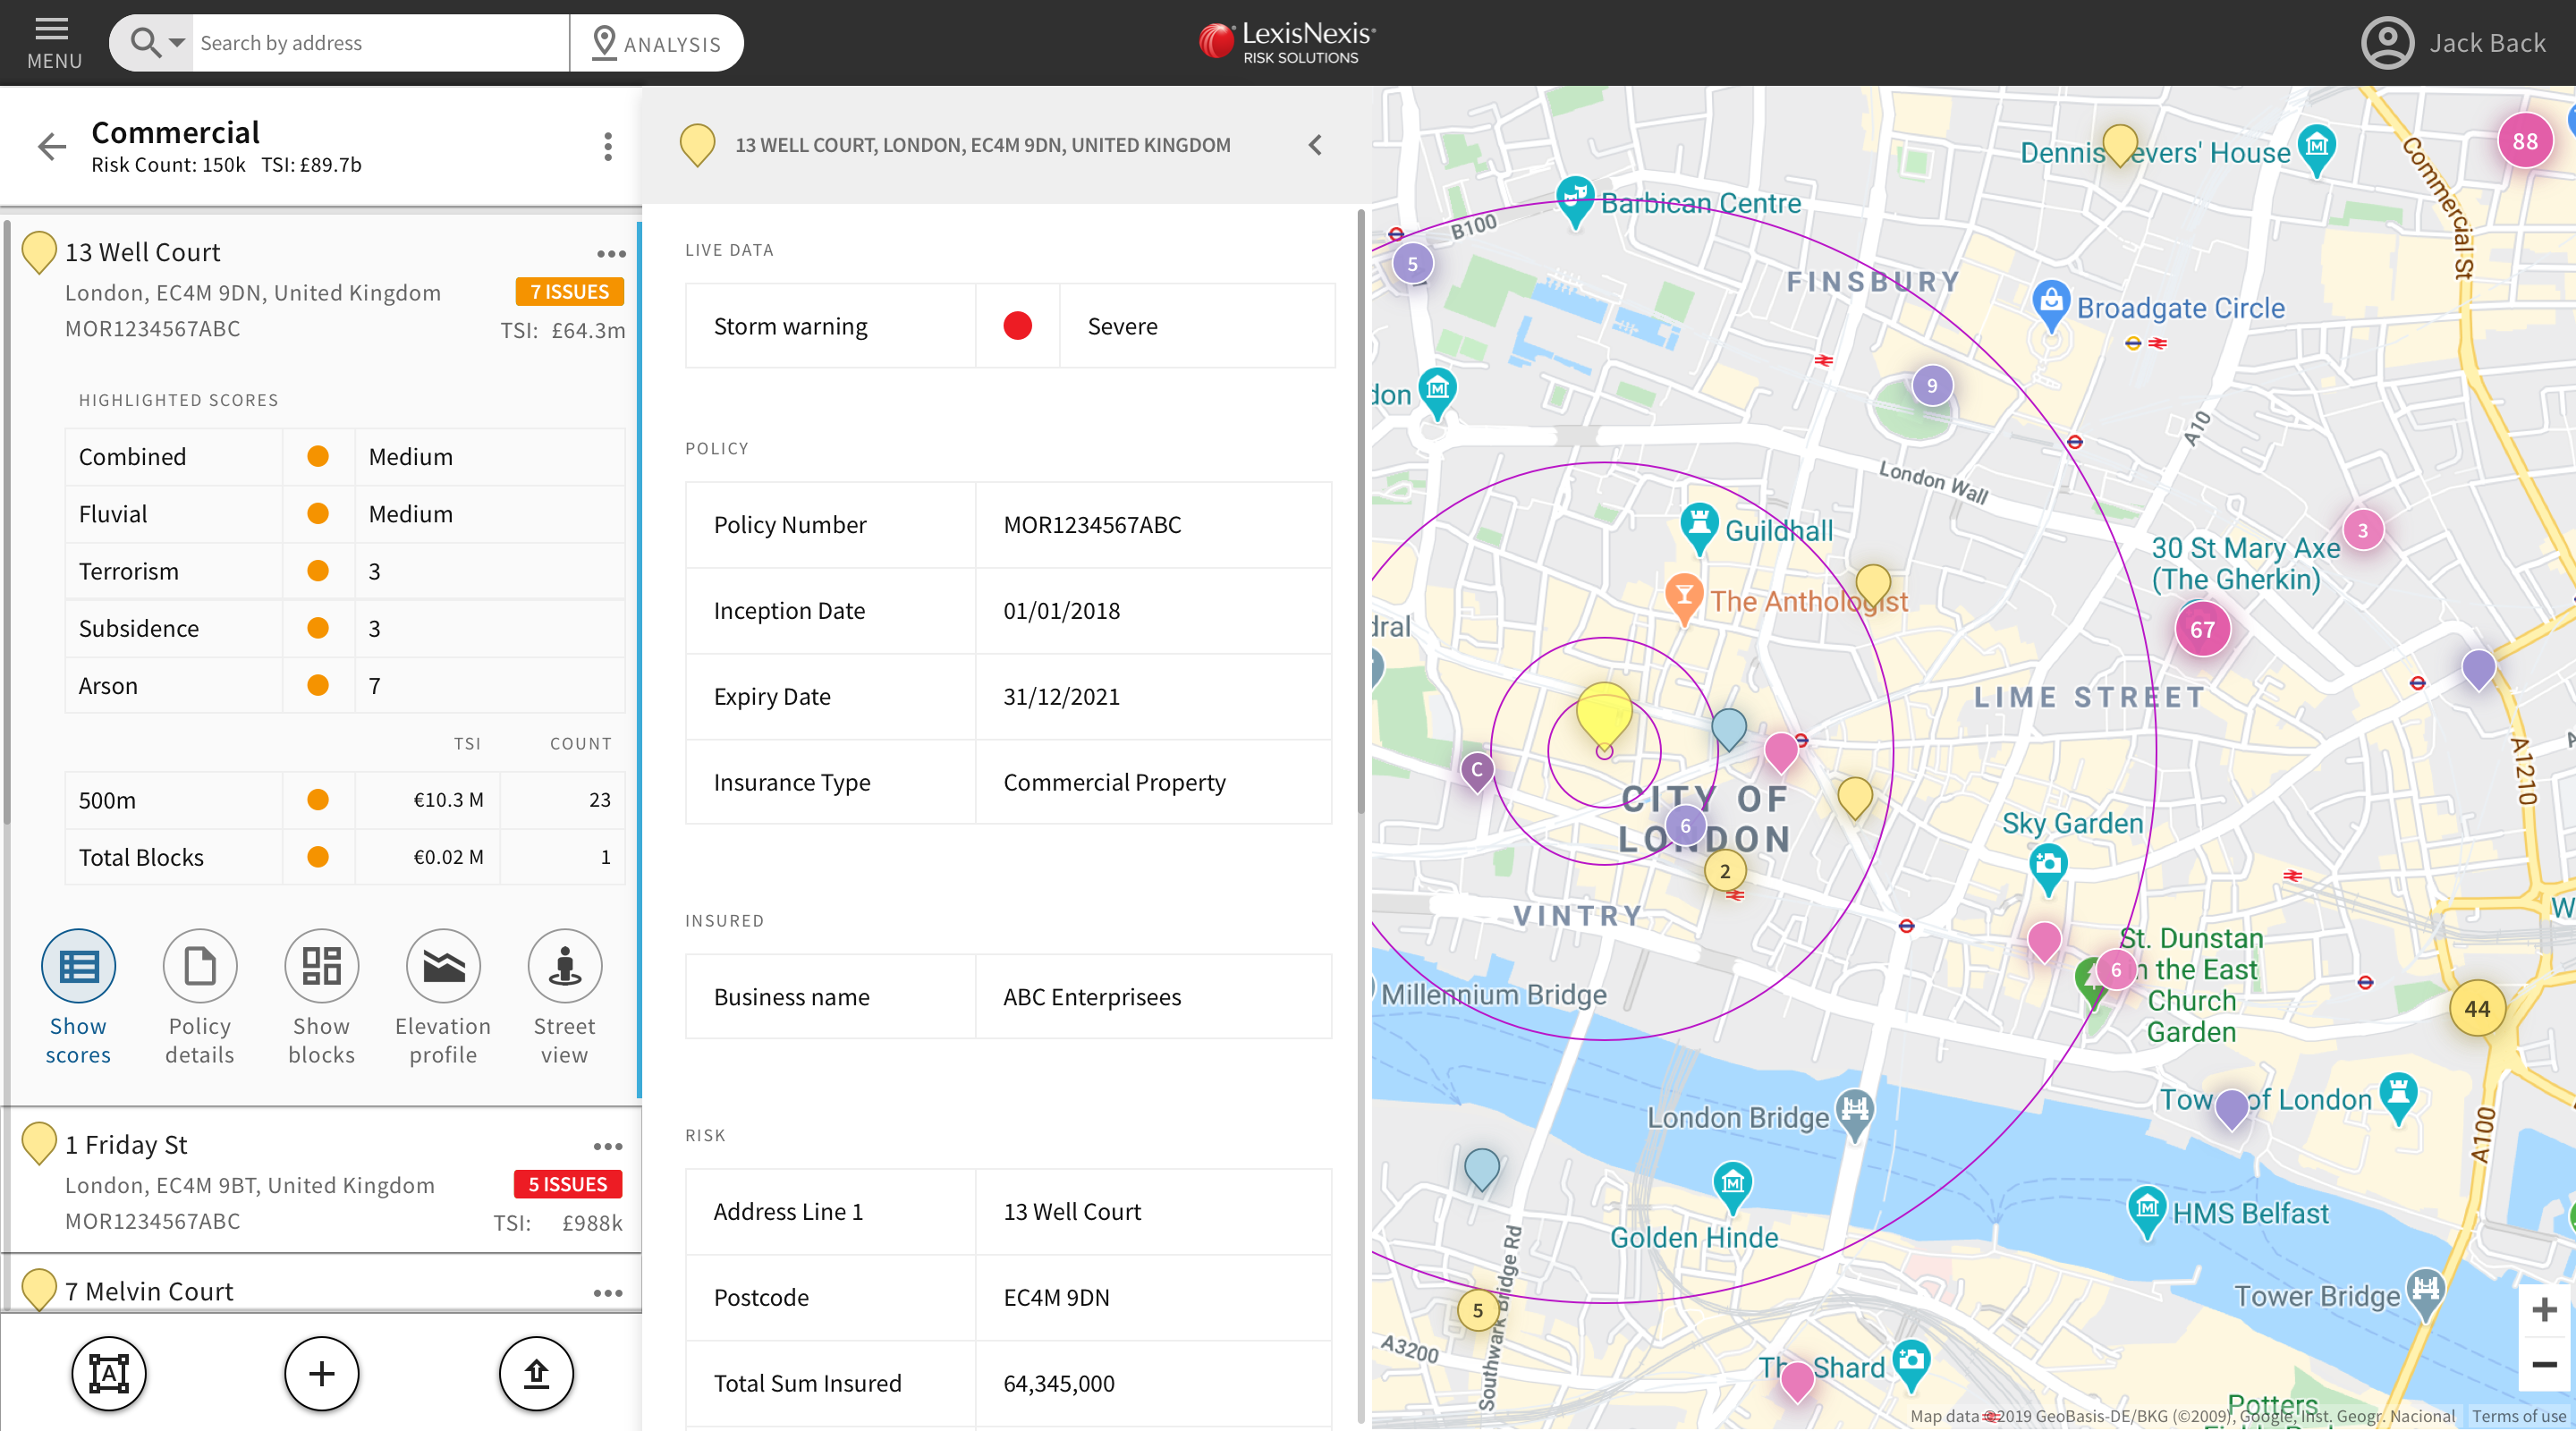 MENU
Search by address
ANALYSIS
LexisNexis®
RISK SOLUTIONS
Jack Back
Commercial
Risk Count: 150k TSI: £89.7b
13 Well Court
London, EC4M 9DN, United Kingdom
7 ISSUES
MOR1234567ABC
TSI: £64.3m
HIGHLIGHTED SCORES
Combined Medium
Fluvial Medium
Terrorism 3
Subsidence 3
Arson 7
TSI COUNT
500m €10.3 M 23
Total Blocks €0.02 M 1
Show scores
Policy details
Show blocks
Elevation profile
Street view
1 Friday St
London, EC4M 9BT, United Kingdom
5 ISSUES
MOR1234567ABC
TSI: £988k
7 Melvin Court
A
13 WELL COURT, LONDON, EC4M 9DN, UNITED KINGDOM
LIVE DATA
Storm warning Severe
POLICY
Policy Number MOR1234567ABC
Inception Date 01/01/2018
Expiry Date 31/12/2021
Insurance Type Commercial Property
INSURED
Business name ABC Enterprisees
RISK
Address Line 1 13 Well Court
Postcode EC4M 9DN
Total Sum Insured 64,345,000
Commercial St
88
Barbican Centre
B100
5
FINSBURY
Broadgate Circle
9
don
A10
London Wall
Guildhall
3
30 St Mary Axe
(The Gherkin)
The Anthologist
67
dral
LIME STREET
C
CITY OF
LONDON
6
2
A1210
Sky Garden
VINTRY
St. Dunstan
n the East
Church
Garden
6
44
Millennium Bridge
London Bridge
of London
A100
Golden Hinde
HMS Belfast
Southwark Bridge Rd
5
Tower Bridge
A3200
Shard
Potters
Map data ©2019 GeoBasis-DE/BKG (©2009), Google, Inst. Geogr. Nacional
Terms of use